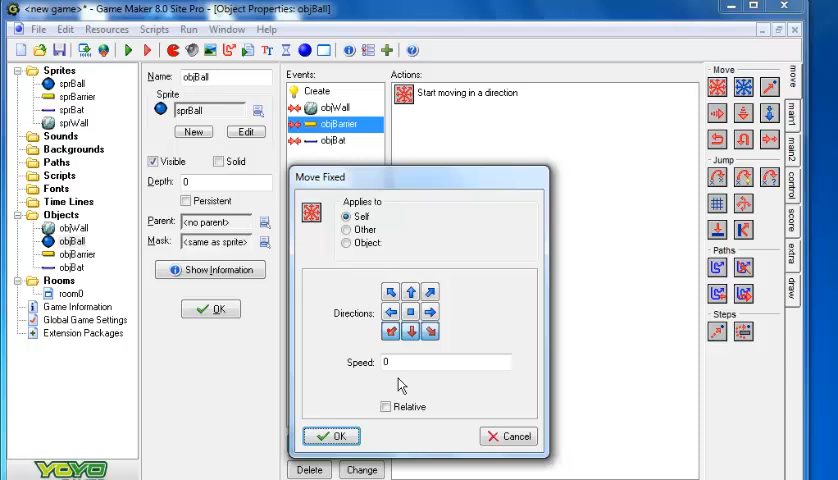 <new game>* - Game Maker 8.0 Site Pro - [Object Properties: objBall]
File Edit Resources Scripts Run Window Help
Sprites
sprBall
sprBarrier
sprBat
sprWall
Sounds
Backgrounds
Paths
Scripts
Fonts
Time Lines
Objects
objWall
objBall
objBarrier
objBat
Rooms
room0
Game Information
Global Game Settings
Extension Packages
YOYO
Name: objBall
Sprite
sprBall
New Edit
Visible Solid
Depth: 0
Persistent
Parent: <no parent>
Mask: <same as sprite>
Show Information
OK
Events:
Create
objWall
objBarrier
objBat
Delete Change
Actions:
Start moving in a direction
Move Fixed
Applies to
Self
Other
Object
Directions:
Speed: 0
Relative
OK Cancel
Move
Jump
Paths
Steps
move
main1
main2
control
score
extra
draw